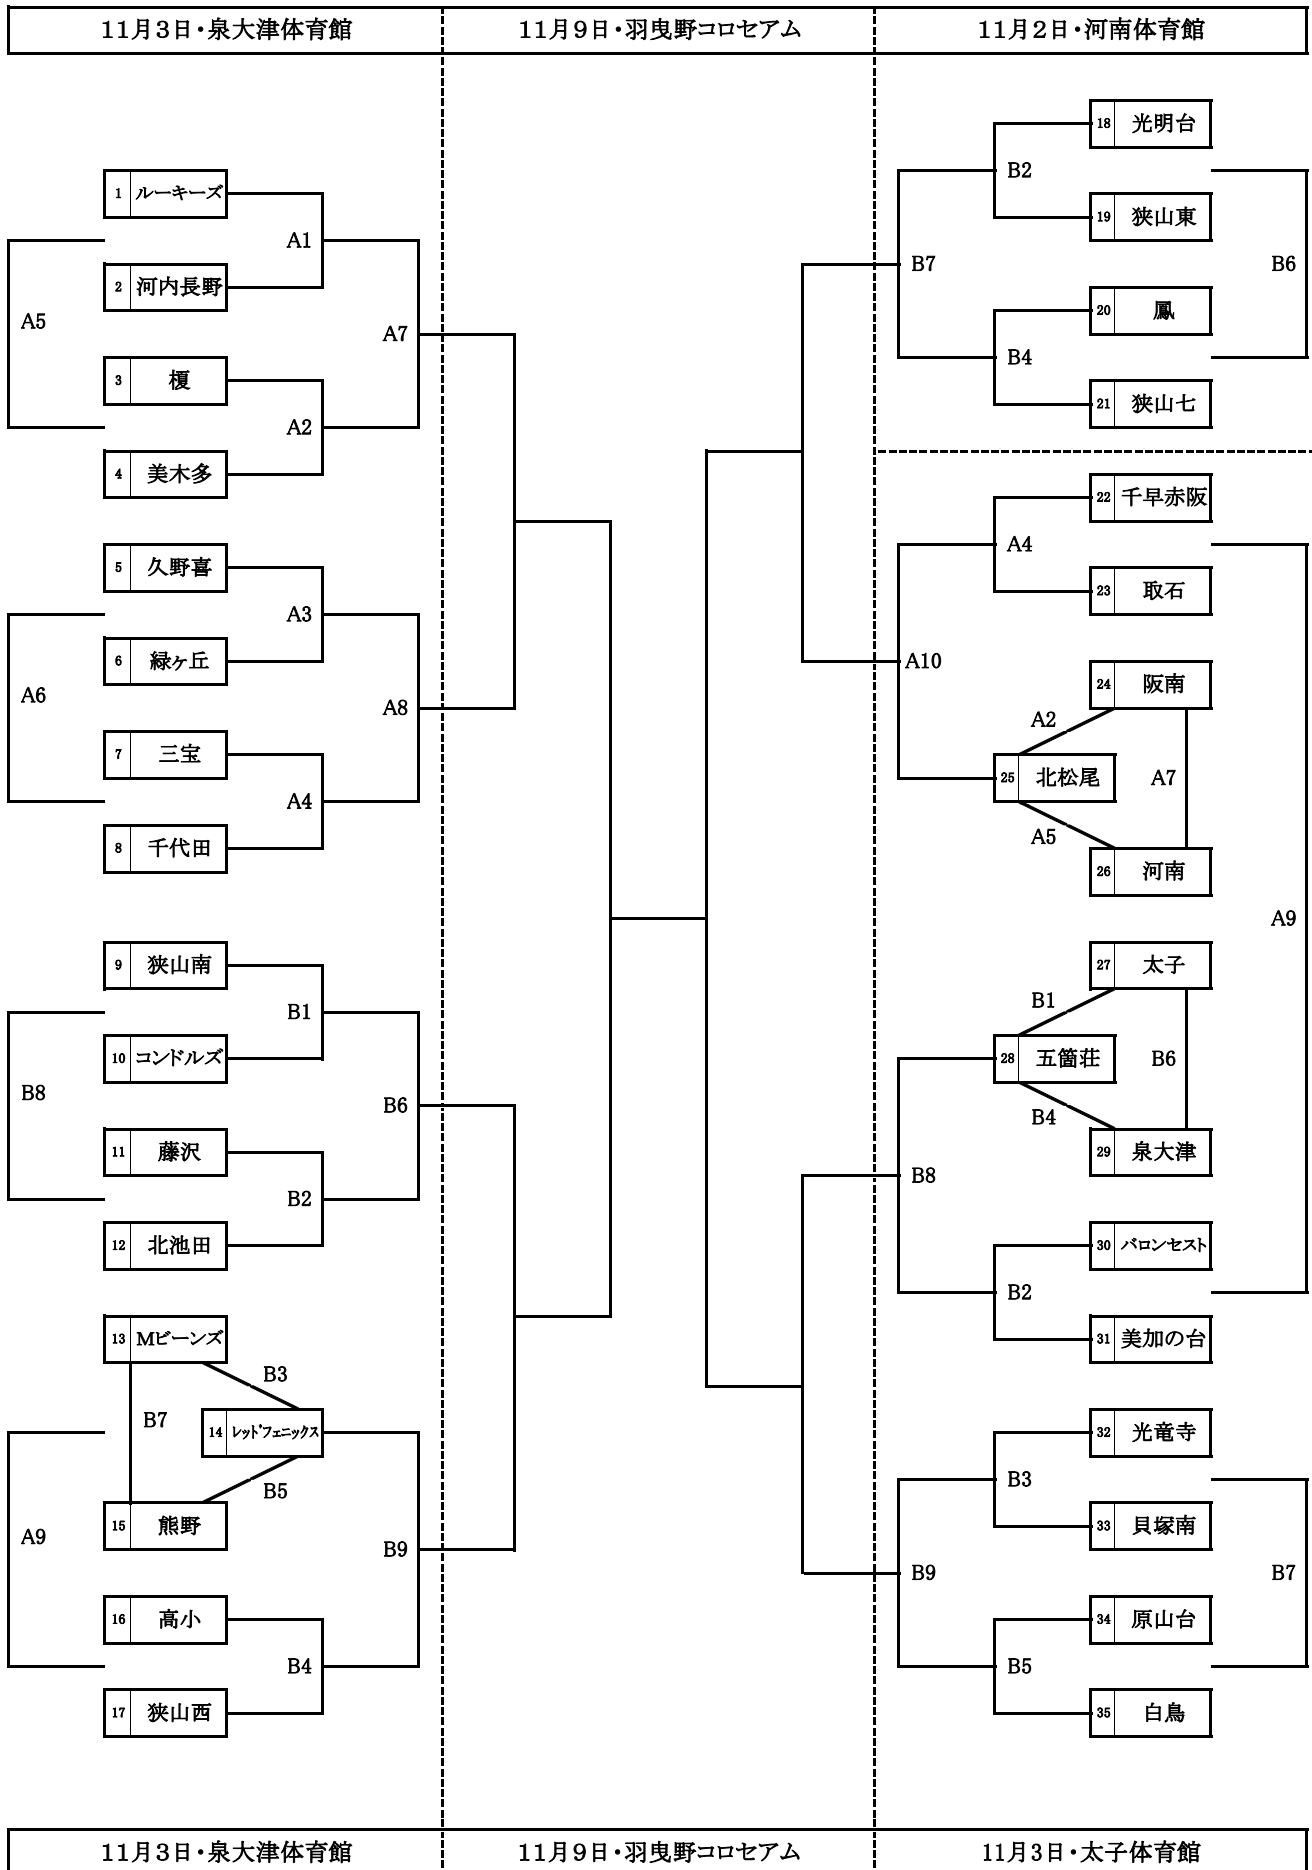 11月3日・泉大津体育館
11月9日・羽曳野コロセアム
11月2日・河南体育館
1 ルーキーズ
A1
2 河内長野
A5
A7
3 榎
A2
4 美木多
5 久野喜
A3
6 緑ヶ丘
A6
A8
7 三宝
A4
8 千代田
9 狭山南
B1
10 コンドルズ
B8
B6
11 藤沢
B2
12 北池田
13 Mビーンズ
B3
B7
14 レッドフェニックス
B5
15 熊野
A9
B9
16 高小
B4
17 狭山西
18 光明台
B2
19 狭山東
B7
B6
20 鳳
B4
21 狭山七
22 千早赤阪
A4
23 取石
A10
24 阪南
A2
25 北松尾
A7
A5
26 河南
A9
27 太子
B1
28 五箇荘
B6
B4
29 泉大津
B8
30 バロンセスト
B2
31 美加の台
32 光竜寺
B3
33 貝塚南
B9
B7
34 原山台
B5
35 白鳥
11月3日・泉大津体育館
11月9日・羽曳野コロセアム
11月3日・太子体育館